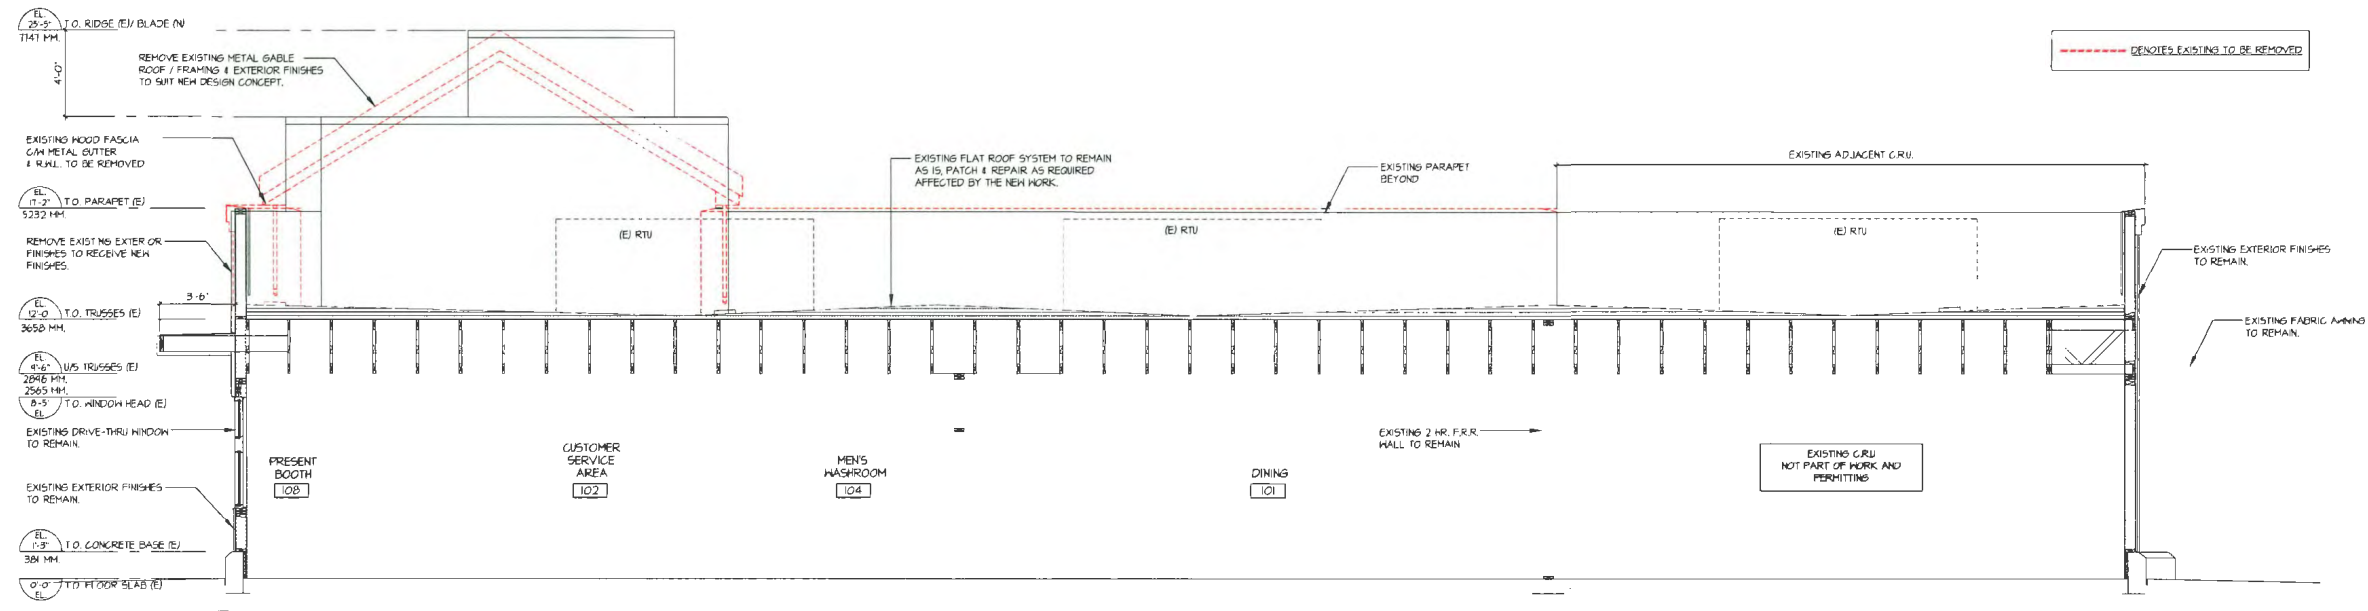 EL.
23'-5"
T.O. RIDGE (E)/ BLADE (N)
7147 MM.
4'-0"
REMOVE EXISTING METAL GABLE
ROOF / FRAMING & EXTERIOR FINISHES
TO SUIT NEW DESIGN CONCEPT.
EXISTING WOOD FASCIA
C/W METAL GUTTER
& R.W.L. TO BE REMOVED
EL.
17'-2"
T.O. PARAPET (E)
5232 MM.
REMOVE EXISTING EXTERIOR
FINISHES TO RECEIVE NEW
FINISHES.
3'-6"
EL.
12'-0"
T.O. TRUSSES (E)
3658 MM.
EL.
9'-6"
U/S TRUSSES (E)
2896 MM.
2565 MM.
8'-5"
T.O. WINDOW HEAD (E)
EL.
EXISTING DRIVE-THRU WINDOW
TO REMAIN.
EXISTING EXTERIOR FINISHES
TO REMAIN.
EL.
1'-3"
T.O. CONCRETE BASE (E)
381 MM.
0'-0"
T.O. FLOOR SLAB (E)
EL.
DENOTES EXISTING TO BE REMOVED
EXISTING FLAT ROOF SYSTEM TO REMAIN
AS IS, PATCH & REPAIR AS REQUIRED
AFFECTED BY THE NEW WORK.
EXISTING PARAPET
BEYOND
EXISTING ADJACENT C.R.U.
(E) RTU
(E) RTU
(E) RTU
EXISTING EXTERIOR FINISHES
TO REMAIN.
EXISTING FABRIC AWNING
TO REMAIN.
EXISTING 2 HR. F.R.R.
WALL TO REMAIN
PRESENT
BOOTH
108
CUSTOMER
SERVICE
AREA
102
MEN'S
WASHROOM
104
DINING
101
EXISTING C.R.U
NOT PART OF WORK AND
PERMITTING